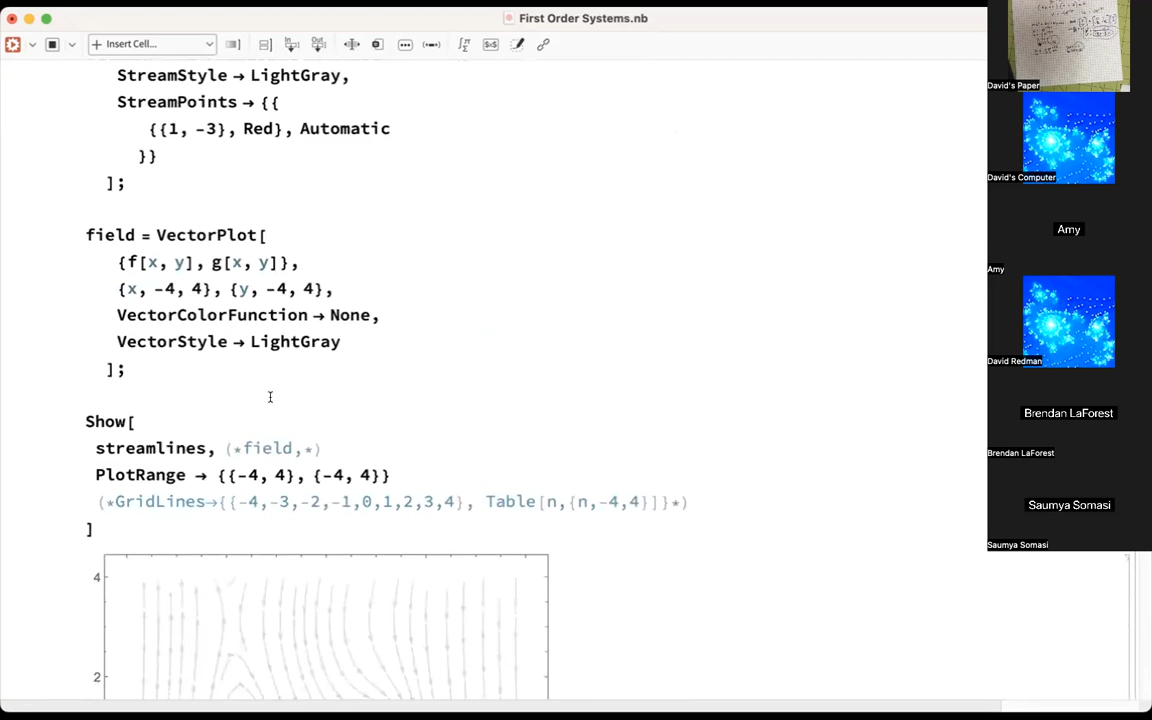 First Order Systems.nb
Insert Cell...
StreamStyle → LightGray,
StreamPoints → {{
{{1, -3}, Red}, Automatic
}}
];
field = VectorPlot[
{f[x, y], g[x, y]},
{x, -4, 4}, {y, -4, 4},
VectorColorFunction → None,
VectorStyle → LightGray
];
Show[
streamlines, (*field,*)
PlotRange → {{-4, 4}, {-4, 4}}
(*GridLines→{{-4,-3,-2,-1,0,1,2,3,4}, Table[n,{n,-4,4}]}*)
]
4
2
David's Paper
David's Computer
Amy
Amy
David Redman
Brendan LaForest
Brendan LaForest
Saumya Somasi
Saumya Somasi